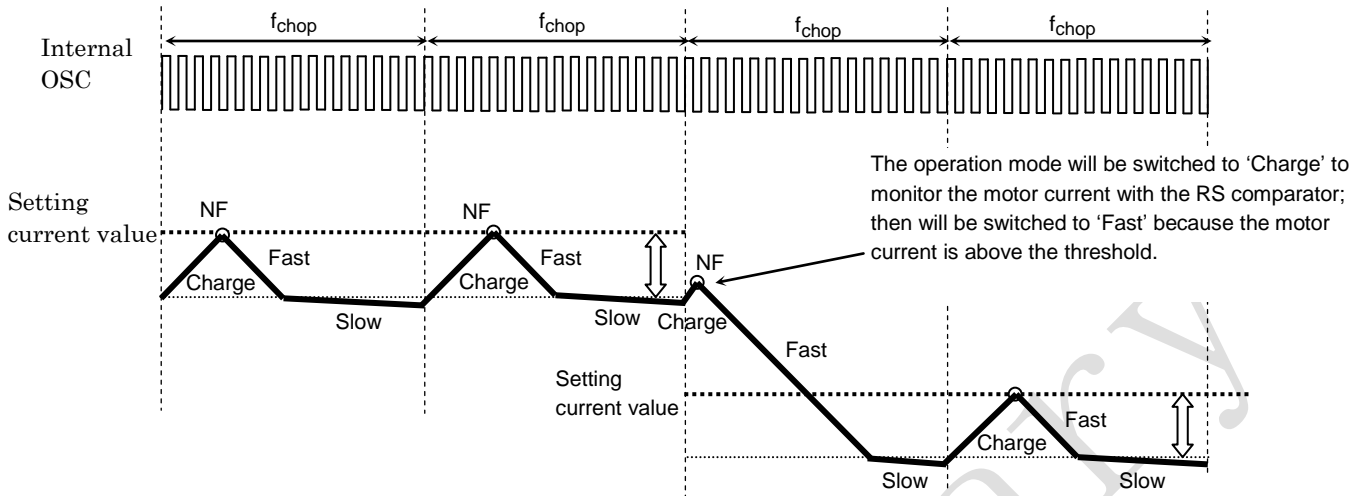 fchop
fchop
fchop
fchop
Internal
OSC
The operation mode will be switched to ‘Charge’ to
monitor the motor current with the RS comparator;
then will be switched to ‘Fast’ because the motor
current is above the threshold.
Setting
current value
NF
NF
NF
Fast
Fast
Charge
Charge
Slow
Slow
Charge
Fast
Setting
current value
Fast
Charge
Slow
Slow